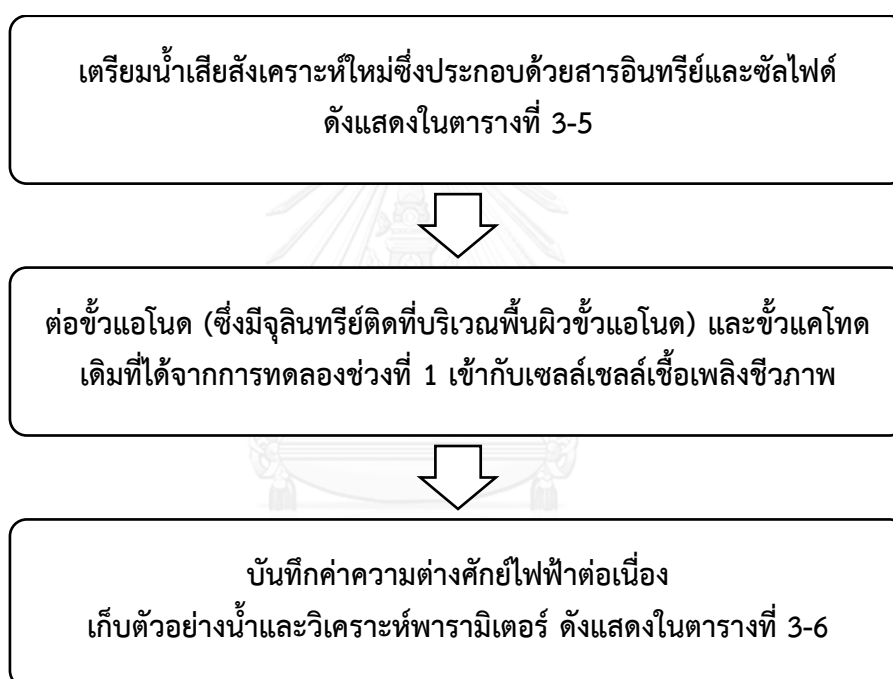 เตรียมน้ำเสียสังเคราะห์ใหม่ซึ่งประกอบด้วยสารอินทรีย์และซัลไฟด์
ดังแสดงในตารางที่ 3-5
ต่อขั้วแอโนด (ซึ่งมีจุลินทรีย์ติดที่บริเวณพื้นผิวขั้วแอโนด) และขั้วแคโทด
เดิมที่ได้จากการทดลองช่วงที่ 1 เข้ากับเซลล์เชลล์เชื้อเพลิงชีวภาพ
บันทึกค่าความต่างศักย์ไฟฟ้าต่อเนื่อง
เก็บตัวอย่างน้ำและวิเคราะห์พารามิเตอร์ ดังแสดงในตารางที่ 3-6